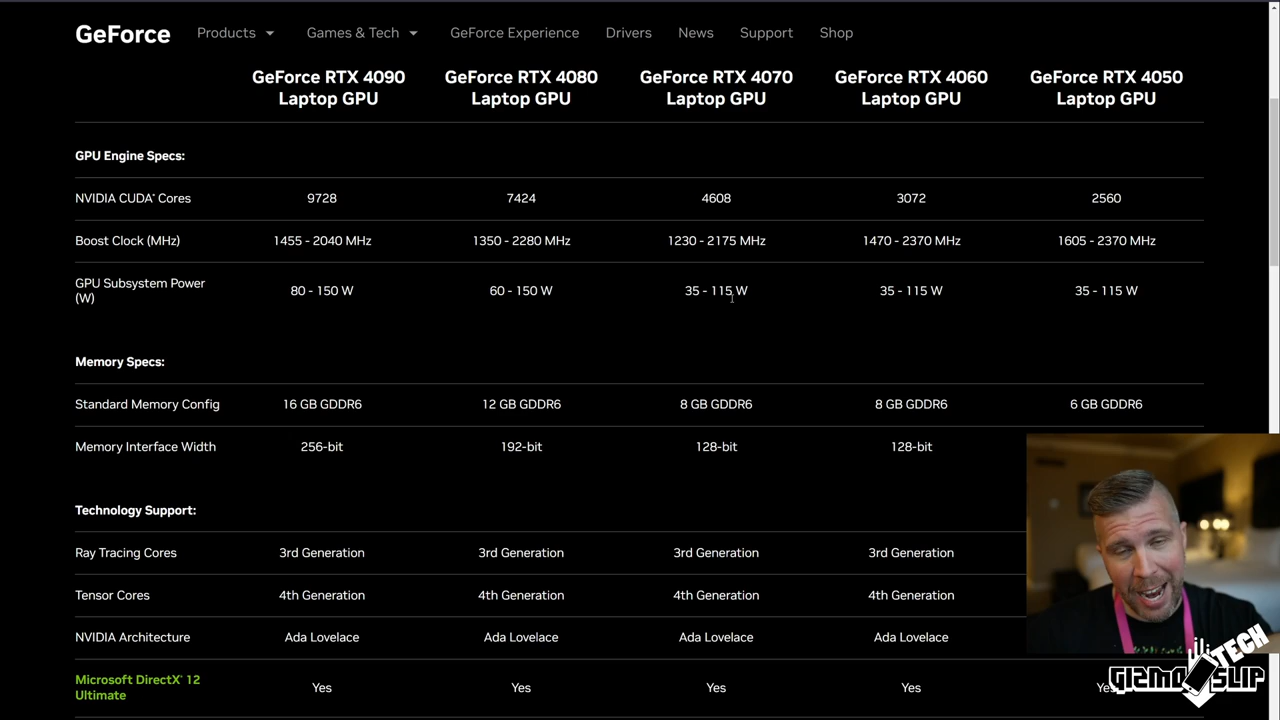 GeForce
Products
Games & Tech
GeForce Experience
Drivers
News
Support
Shop
GeForce RTX 4090 Laptop GPU
GeForce RTX 4080 Laptop GPU
GeForce RTX 4070 Laptop GPU
GeForce RTX 4060 Laptop GPU
GeForce RTX 4050 Laptop GPU
GPU Engine Specs:
NVIDIA CUDA® Cores 9728 7424 4608 3072 2560
Boost Clock (MHz) 1455 - 2040 MHz 1350 - 2280 MHz 1230 - 2175 MHz 1470 - 2370 MHz 1605 - 2370 MHz
GPU Subsystem Power (W) 80 - 150 W 60 - 150 W 35 - 115 W 35 - 115 W 35 - 115 W
Memory Specs:
Standard Memory Config 16 GB GDDR6 12 GB GDDR6 8 GB GDDR6 8 GB GDDR6 6 GB GDDR6
Memory Interface Width 256-bit 192-bit 128-bit 128-bit
Technology Support:
Ray Tracing Cores 3rd Generation 3rd Generation 3rd Generation 3rd Generation
Tensor Cores 4th Generation 4th Generation 4th Generation 4th Generation
NVIDIA Architecture Ada Lovelace Ada Lovelace Ada Lovelace Ada Lovelace
Microsoft DirectX® 12 Ultimate Yes Yes Yes Yes Yes
GIZMO SLIP TECH